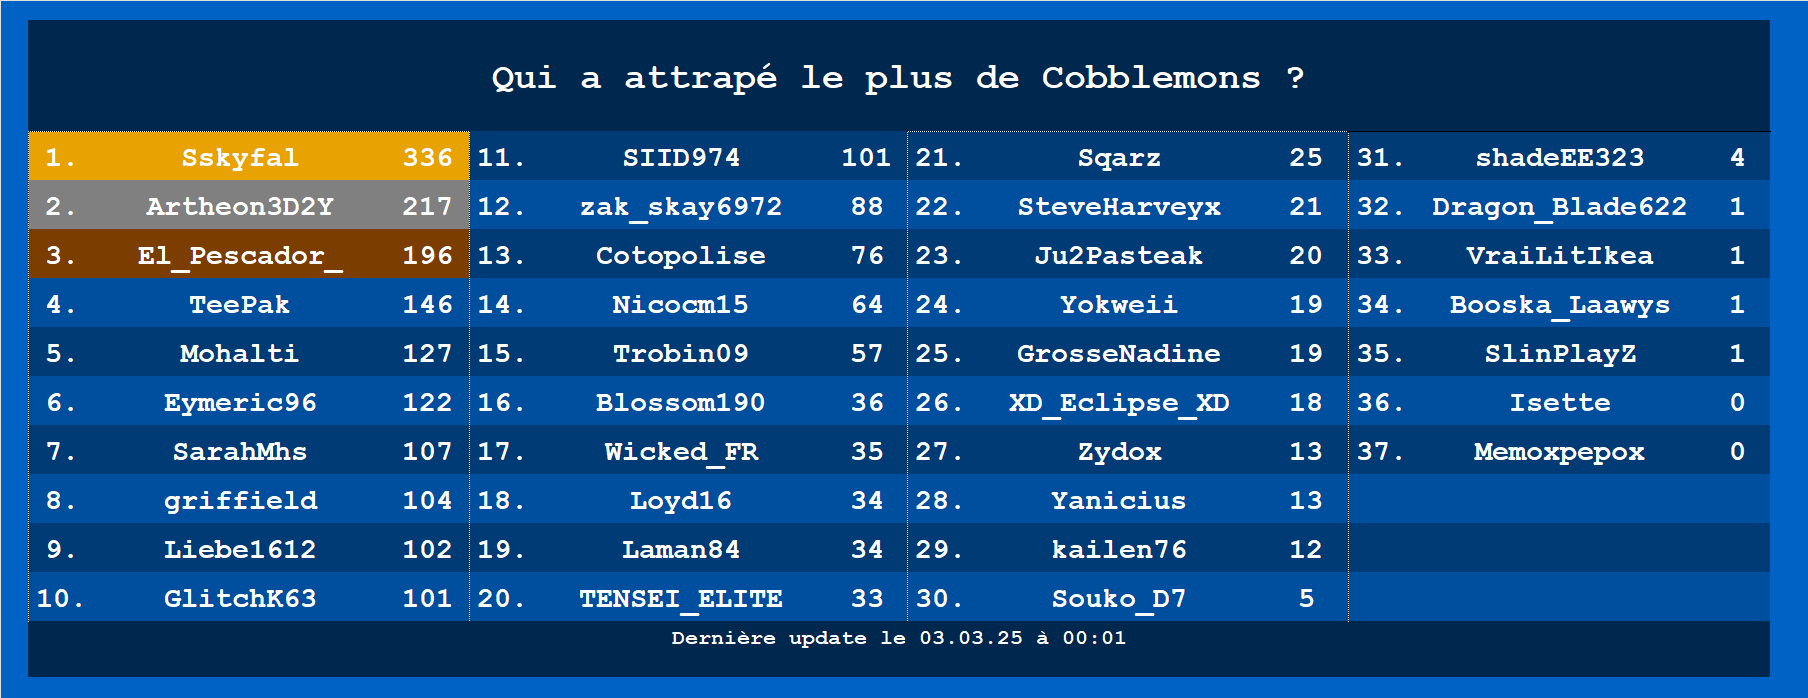 Qui a attrapé le plus de Cobblemons ?
1. Sskyfal 336
2. Artheon3D2Y 217
3. El_Pescador_ 196
4. TeePak 146
5. Mohalti 127
6. Eymeric96 122
7. SarahMhs 107
8. griffield 104
9. Liebe1612 102
10. GlitchK63 101
11. SIID974 101
12. zak_skay6972 88
13. Cotopolise 76
14. Nicocm15 64
15. Trobin09 57
16. Blossom190 36
17. Wicked_FR 35
18. Loyd16 34
19. Laman84 34
20. TENSEI_ELITE 33
21. Sqarz 25
22. SteveHarveyx 21
23. Ju2Pasteak 20
24. Yokweii 19
25. GrosseNadine 19
26. XD_Eclipse_XD 18
27. Zydox 13
28. Yanicius 13
29. kailen76 12
30. Souko_D7 5
31. shadeEE323 4
32. Dragon_Blade622 1
33. VraiLitIkea 1
34. Booska_Laawys 1
35. SlinPlayZ 1
36. Isette 0
37. Memoxpepox 0
Dernière update le 03.03.25 à 00:01